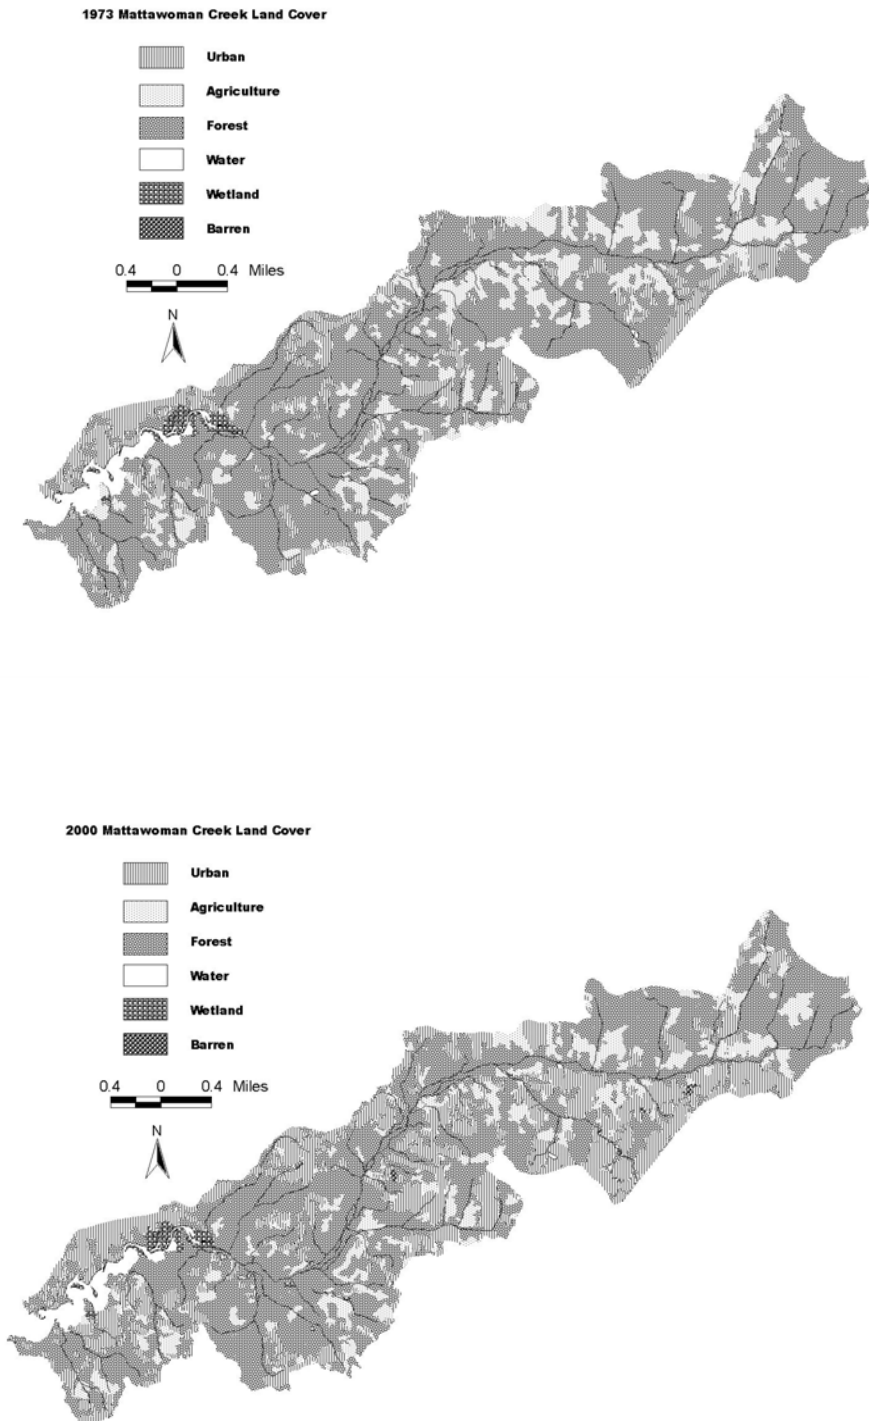 1973 Mattawoman Creek Land Cover
Urban
Agriculture
Forest
Water
Wetland
Barren
0.4 0 0.4 Miles
N
2000 Mattawoman Creek Land Cover
Urban
Agriculture
Forest
Water
Wetland
Barren
0.4 0 0.4 Miles
N